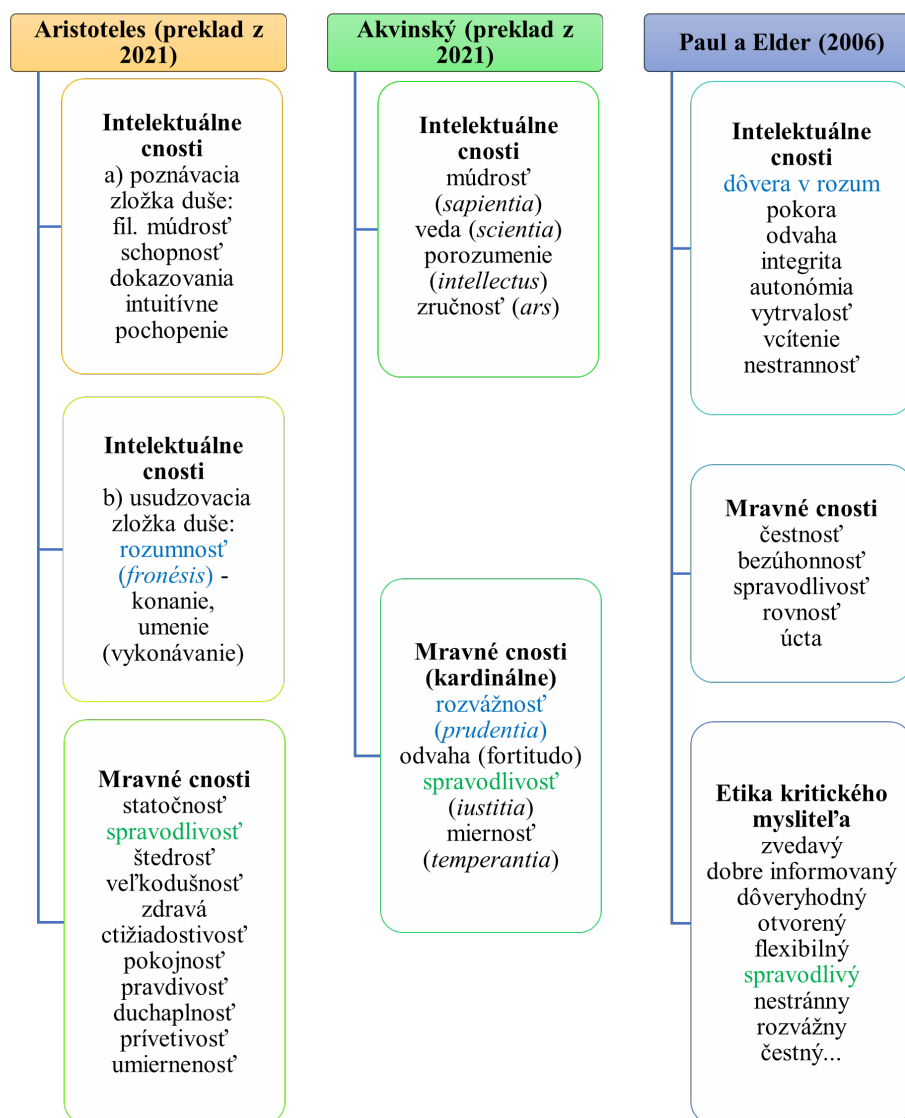 Aristoteles (preklad z
2021)
Intelektuálne
cnosti
a) poznávacia
zložka duše:
fil. múdrosť
schopnosť
dokazovania
intuitívne
pochopenie
Intelektuálne
cnosti
b) usudzovacia
zložka duše:
rozumnosť
(fronésis) -
konanie,
umenie
(vykonávanie)
Mravné cnosti
statočnosť
spravodlivosť
štedrosť
veľkodušnosť
zdravá
ctižiadostivosť
pokojnosť
pravdivosť
duchaplnosť
prívetivosť
umiernenosť
Akvinský (preklad z
2021)
Intelektuálne
cnosti
múdrosť
(sapientia)
veda (scientia)
porozumenie
(intellectus)
zručnosť (ars)
Mravné cnosti
(kardinálne)
rozvážnosť
(prudentia)
odvaha (fortitudo)
spravodlivosť
(iustitia)
miernosť
(temperantia)
Paul a Elder (2006)
Intelektuálne
cnosti
dôvera v rozum
pokora
odvaha
integrita
autonómia
vytrvalosť
vcítenie
nestrannosť
Mravné cnosti
čestnosť
bezúhonnosť
spravodlivosť
rovnosť
úcta
Etika kritického
mysliteľa
zvedavý
dobre informovaný
dôveryhodný
otvorený
flexibilný
spravodlivý
nestránny
rozvážny
čestný...